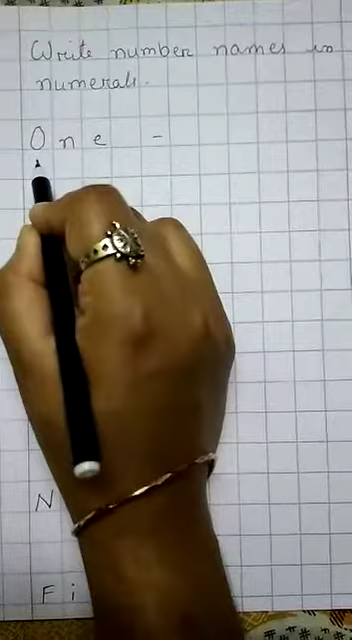 Write number names in
numerals.
One -
N
Fi